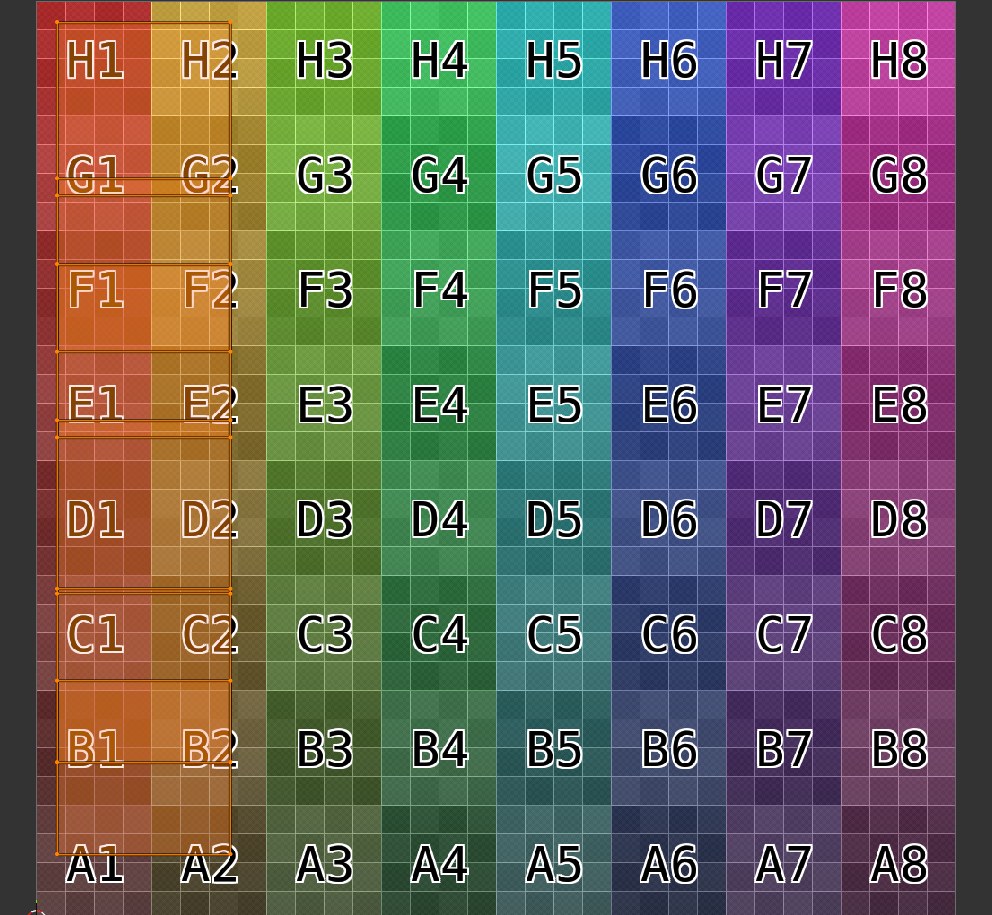 H1 H2 H3 H4 H5 H6 H7 H8
G1 G2 G3 G4 G5 G6 G7 G8
F1 F2 F3 F4 F5 F6 F7 F8
E1 E2 E3 E4 E5 E6 E7 E8
D1 D2 D3 D4 D5 D6 D7 D8
C1 C2 C3 C4 C5 C6 C7 C8
B1 B2 B3 B4 B5 B6 B7 B8
A1 A2 A3 A4 A5 A6 A7 A8